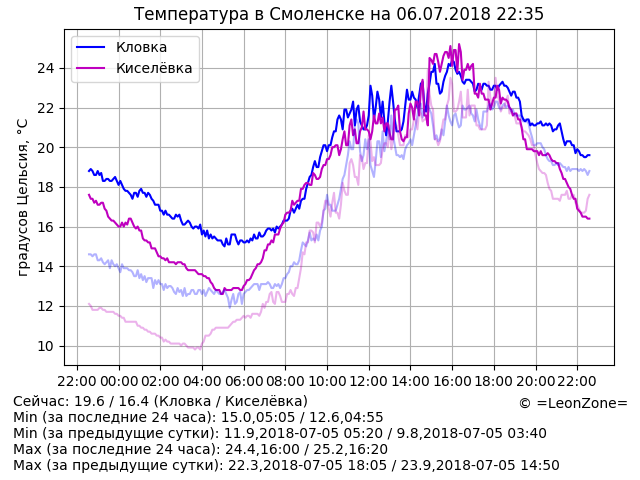 Температура в Смоленске на 06.07.2018 22:35
Кловка
Киселёвка
градусов Цельсия, °C
24
22
20
18
16
14
12
10
22:00 00:00 02:00 04:00 06:00 08:00 10:00 12:00 14:00 16:00 18:00 20:00 22:00
Сейчас: 19.6 / 16.4 (Кловка / Киселёвка)
© =LeonZone=
Min (за последние 24 часа): 15.0,05:05 / 12.6,04:55
Min (за предыдущие сутки): 11.9,2018-07-05 05:20 / 9.8,2018-07-05 03:40
Max (за последние 24 часа): 24.4,16:00 / 25.2,16:20
Max (за предыдущие сутки): 22.3,2018-07-05 18:05 / 23.9,2018-07-05 14:50